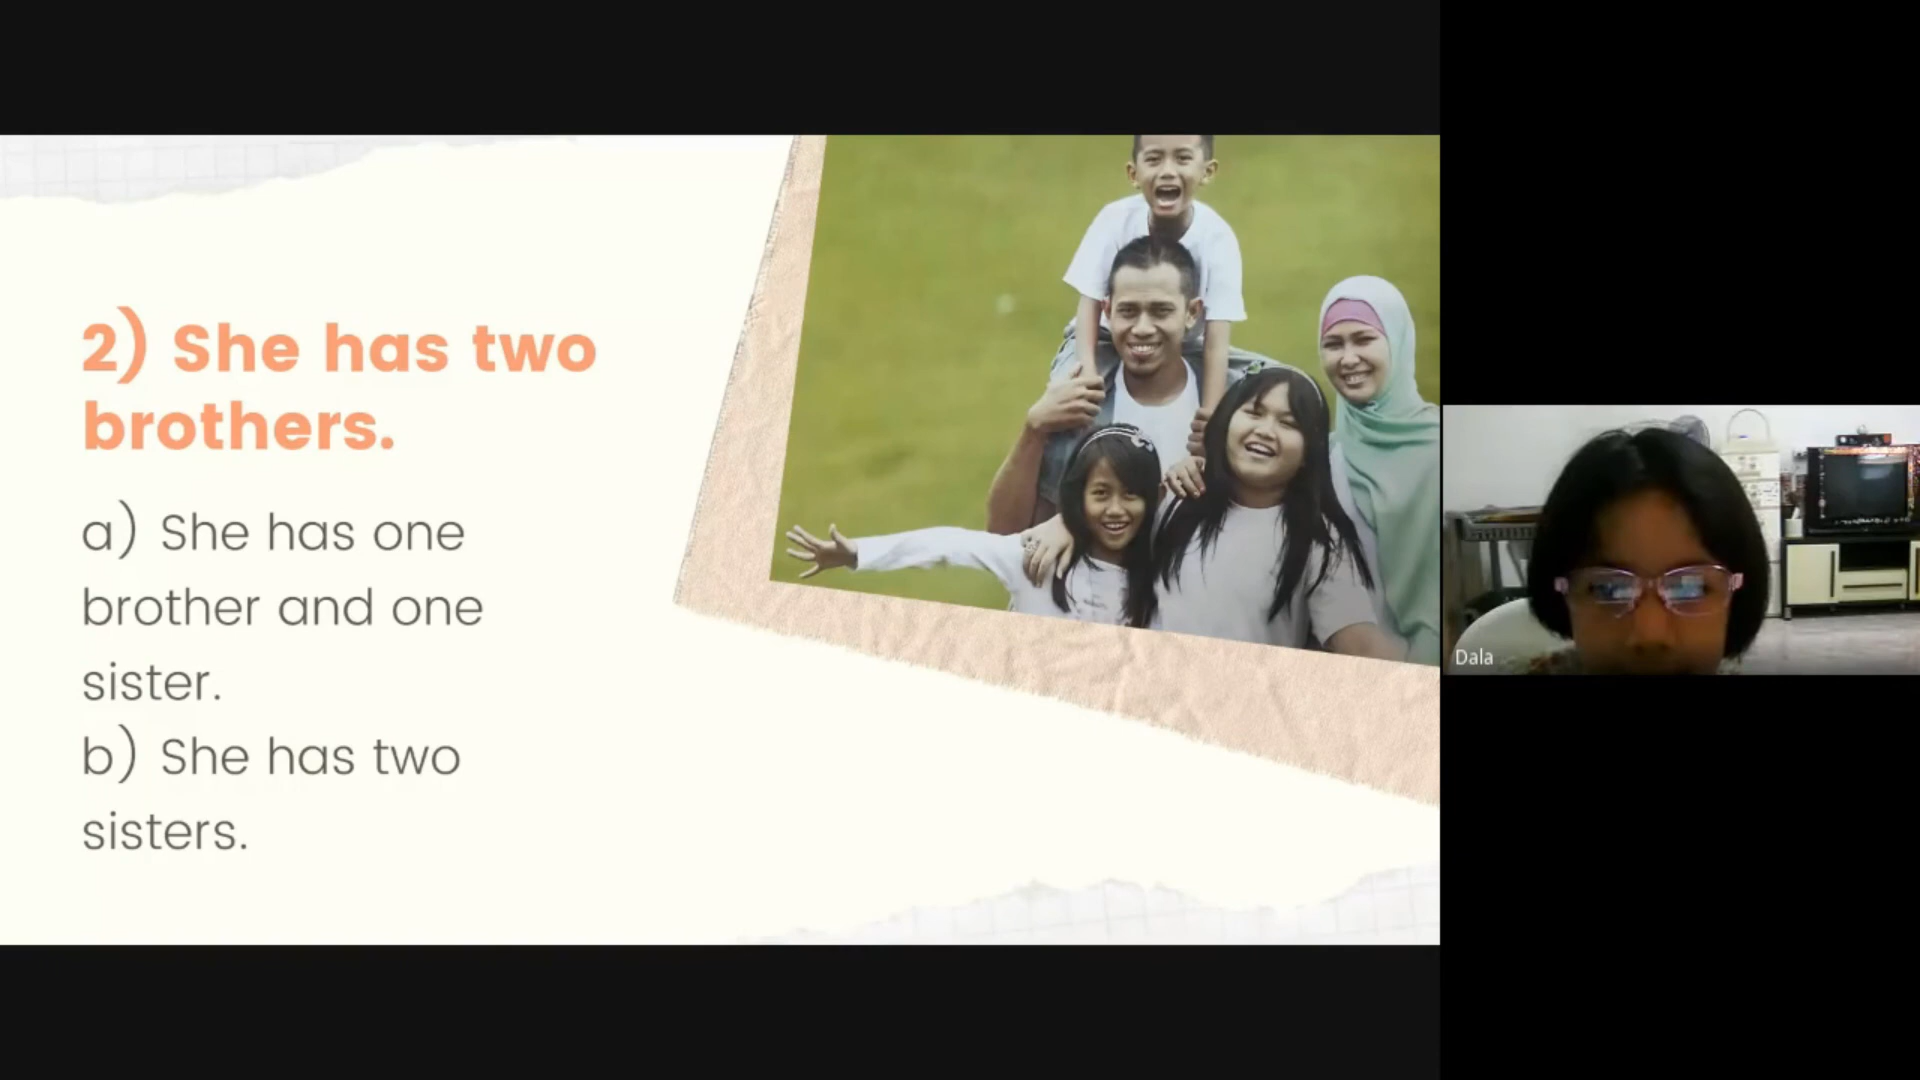 2) She has two
brothers.
a) She has one
brother and one
sister.
b) She has two
sisters.
Dala